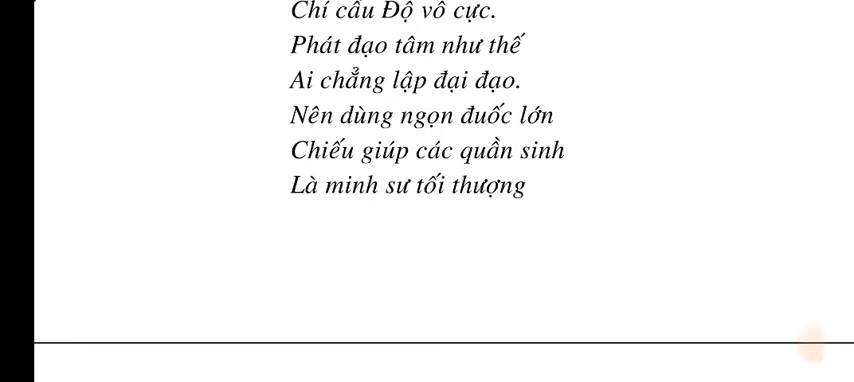 Chí cầu Độ vô cực.
Phát đạo tâm như thế
Ai chẳng lập đại đạo.
Nên dùng ngọn đuốc lớn
Chiếu giúp các quần sinh
Là minh sư tối thượng